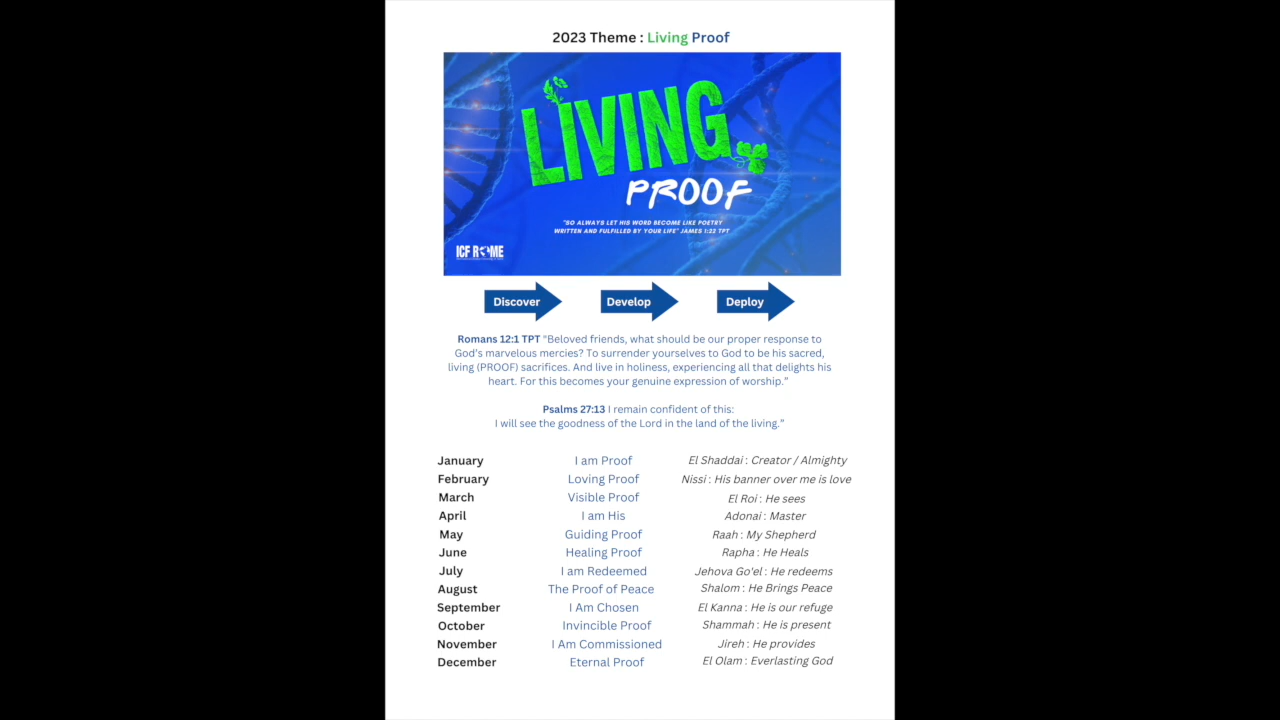 2023 Theme : Living Proof
LIVING
PROOF
"SO ALWAYS LET HIS WORD BECOME LIKE POETRY
WRITTEN AND FULFILLED BY YOUR LIFE" JAMES 1:22 TPT
ICF ROME
Discover Develop Deploy
Romans 12:1 TPT "Beloved friends, what should be our proper response to
God's marvelous mercies? To surrender yourselves to God to be his sacred,
living (PROOF) sacrifices. And live in holiness, experiencing all that delights his
heart. For this becomes your genuine expression of worship."
Psalms 27:13 I remain confident of this:
I will see the goodness of the Lord in the land of the living."
January I am Proof El Shaddai : Creator / Almighty
February Loving Proof Nissi : His banner over me is love
March Visible Proof El Roi : He sees
April I am His Adonai : Master
May Guiding Proof Raah : My Shepherd
June Healing Proof Rapha : He Heals
July I am Redeemed Jehova Go'el : He redeems
August The Proof of Peace Shalom : He Brings Peace
September I Am Chosen El Kanna : He is our refuge
October Invincible Proof Shammah : He is present
November I Am Commissioned Jireh : He provides
December Eternal Proof El Olam : Everlasting God